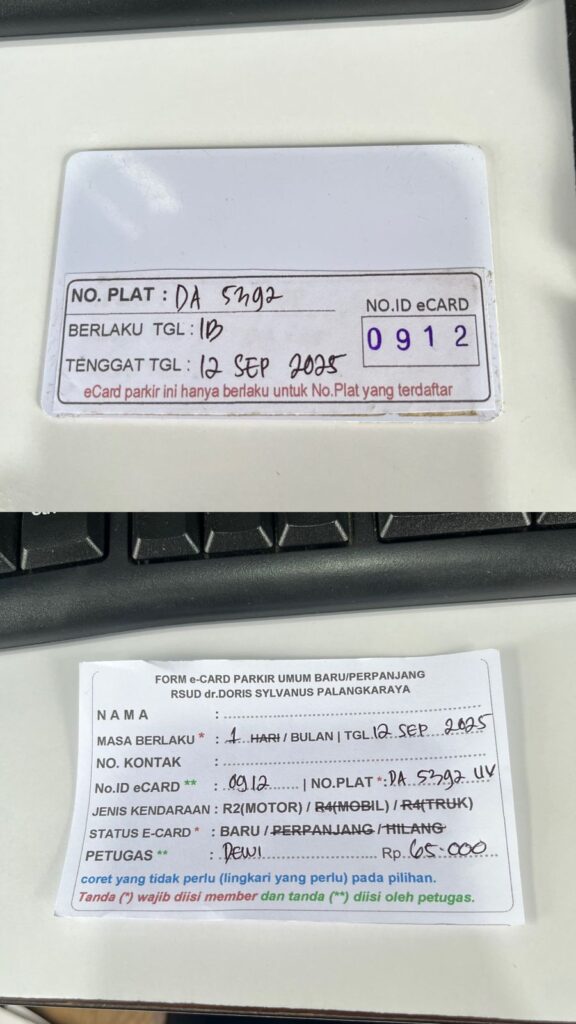 NO. PLAT : DA 5392
NO.ID eCARD
BERLAKU TGL : 1B
0912
TENGGAT TGL : 12 SEP 2025
eCard parkir ini hanya berlaku untuk No.Plat yang terdaftar
Ctrl
FORM e-CARD PARKIR UMUM BARU/PERPANJANG
RSUD dr.DORIS SYLVANUS PALANGKARAYA
NAMA :
MASA BERLAKU * : 1 HARI / BULAN | TGL. 12 SEP 2025
NO. KONTAK :
No.ID eCARD ** : 0912 | NO.PLAT * : DA 5392 UV
JENIS KENDARAAN : R2(MOTOR) / R4(MOBIL) / R4(TRUK)
STATUS E-CARD * : BARU / PERPANJANG / HILANG
PETUGAS ** : DEWI Rp. 65.000
coret yang tidak perlu (lingkari yang perlu) pada pilihan.
Tanda (*) wajib diisi member dan tanda (**) diisi oleh petugas.